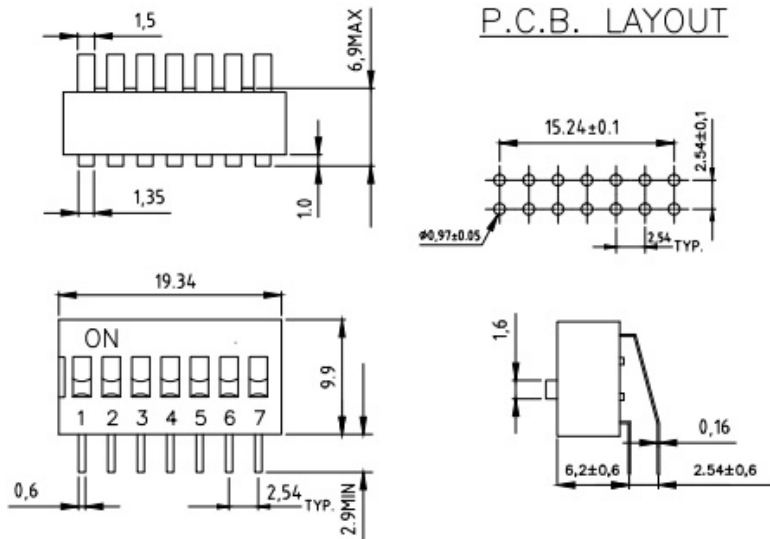 1,5
6,9MAX
1,35
1.0
P.C.B. LAYOUT
15.24±0.1
2.54±0,1
ø0,97±0.05
2,54 TYP.
19.34
ON
1 2 3 4 5 6 7
9.9
0,6
2,54 TYP.
2.9MIN
1,6
0,16
6,2±0,6
2.54±0,6